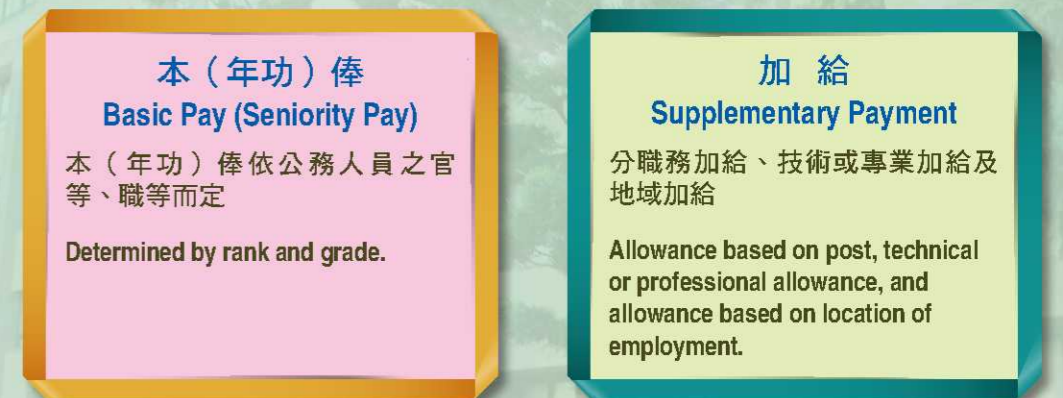 本（年功）俸
Basic Pay (Seniority Pay)
本（年功）俸依公務人員之官
等、職等而定
Determined by rank and grade.
加 給
Supplementary Payment
分職務加給、技術或專業加給及
地域加給
Allowance based on post, technical
or professional allowance, and
allowance based on location of
employment.